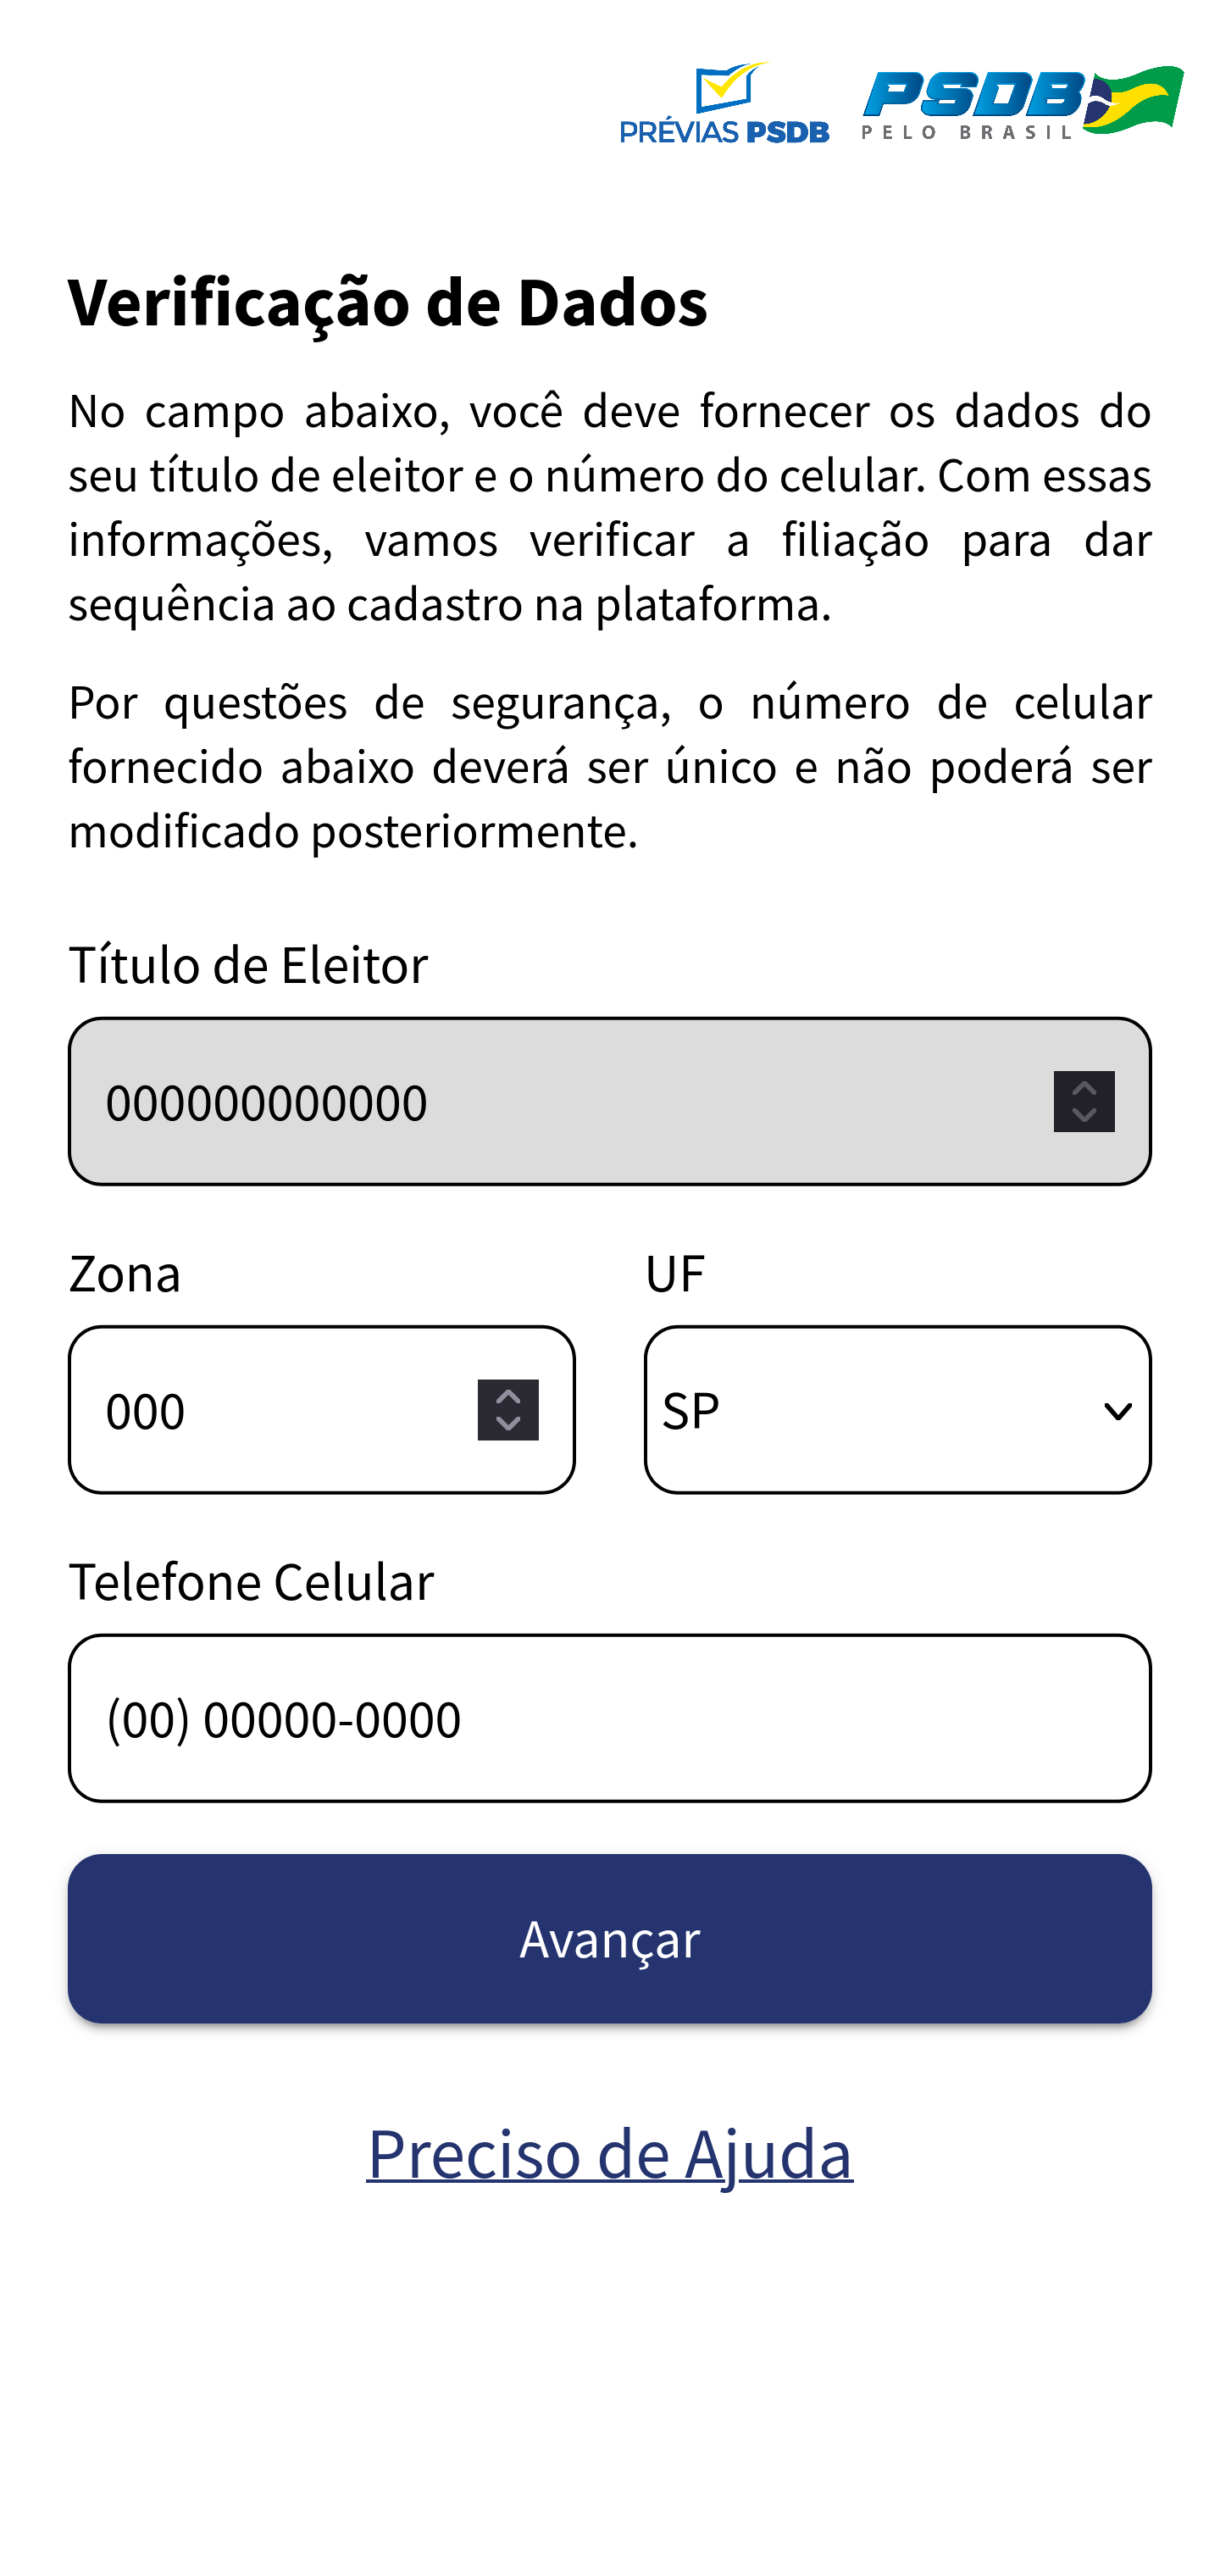 PRÉVIAS PSDB
PSDB
PELO BRASIL
Verificação de Dados
No campo abaixo, você deve fornecer os dados do
seu título de eleitor e o número do celular. Com essas
informações, vamos verificar a filiação para dar
sequência ao cadastro na plataforma.
Por questões de segurança, o número de celular
fornecido abaixo deverá ser único e não poderá ser
modificado posteriormente.
Título de Eleitor
000000000000
Zona
UF
000
SP
Telefone Celular
(00) 00000-0000
Avançar
Preciso de Ajuda